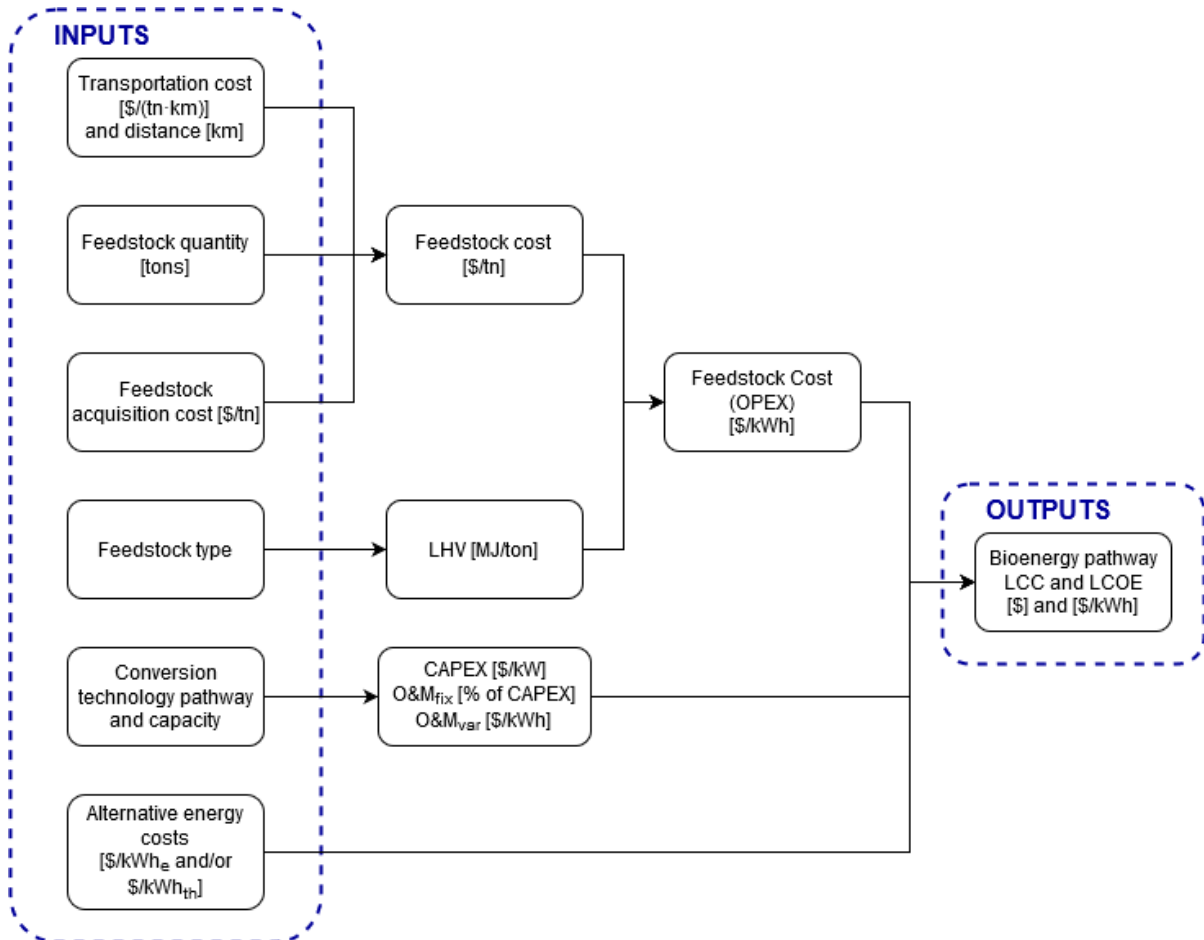 INPUTS
Transportation cost
[$/(tn·km)]
and distance [km]
Feedstock quantity
[tons]
Feedstock cost
[$/tn]
Feedstock
acquisition cost [$/tn]
Feedstock Cost
(OPEX)
[$/kWh]
Feedstock type
LHV [MJ/ton]
OUTPUTS
Bioenergy pathway
LCC and LCOE
[$] and [$/kWh]
Conversion
technology pathway
and capacity
CAPEX [$/kW]
O&Mfix [% of CAPEX]
O&Mvar [$/kWh]
Alternative energy
costs
[$/kWhe and/or
$/kWhth]